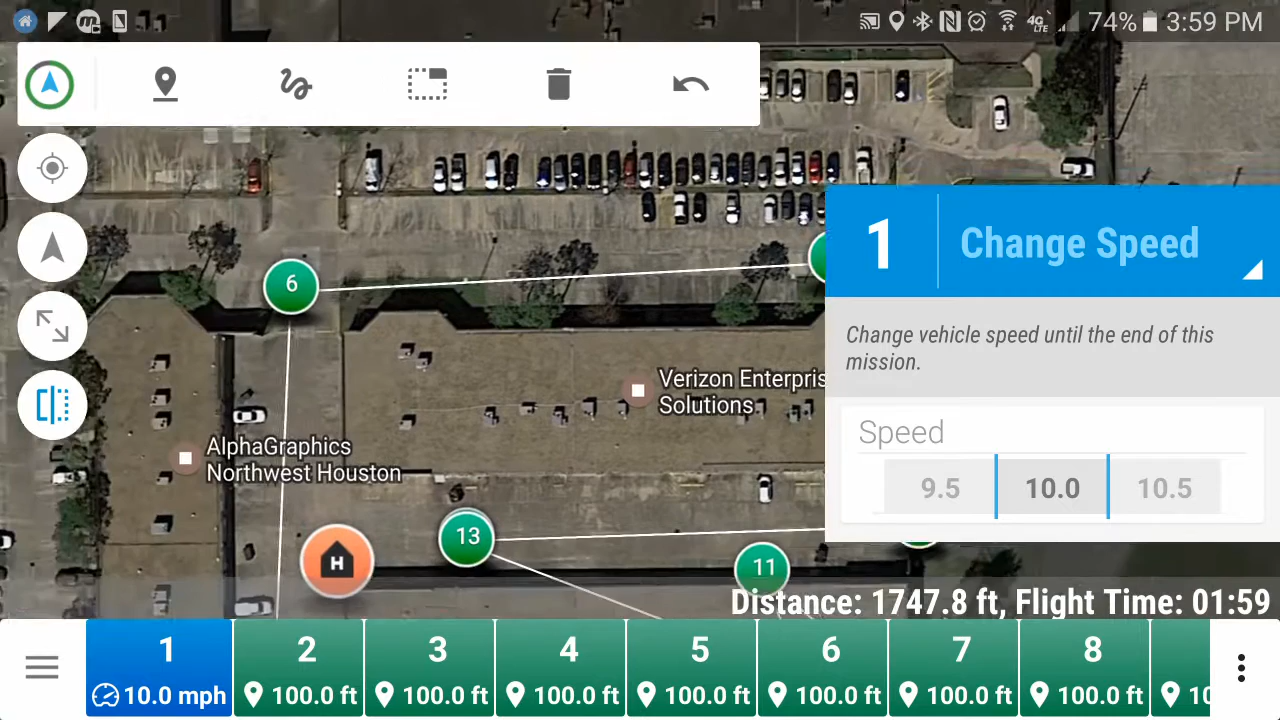 4G LTE 74% 3:59 PM
1 Change Speed
Change vehicle speed until the end of this
mission.
Speed
9.5 10.0 10.5
6
Verizon Enterpris
Solutions
AlphaGraphics
Northwest Houston
H
13
11
Distance: 1747.8 ft, Flight Time: 01:59
1 2 3 4 5 6 7 8
10.0 mph 100.0 ft 100.0 ft 100.0 ft 100.0 ft 100.0 ft 100.0 ft 100.0 ft 10